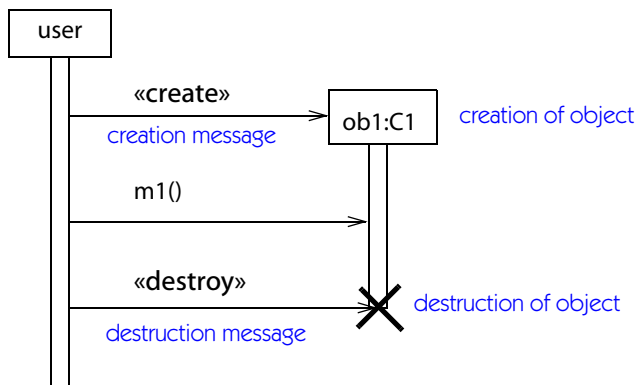 user
«create»
creation message
ob1:C1
creation of object
m1()
«destroy»
destruction message
destruction of object